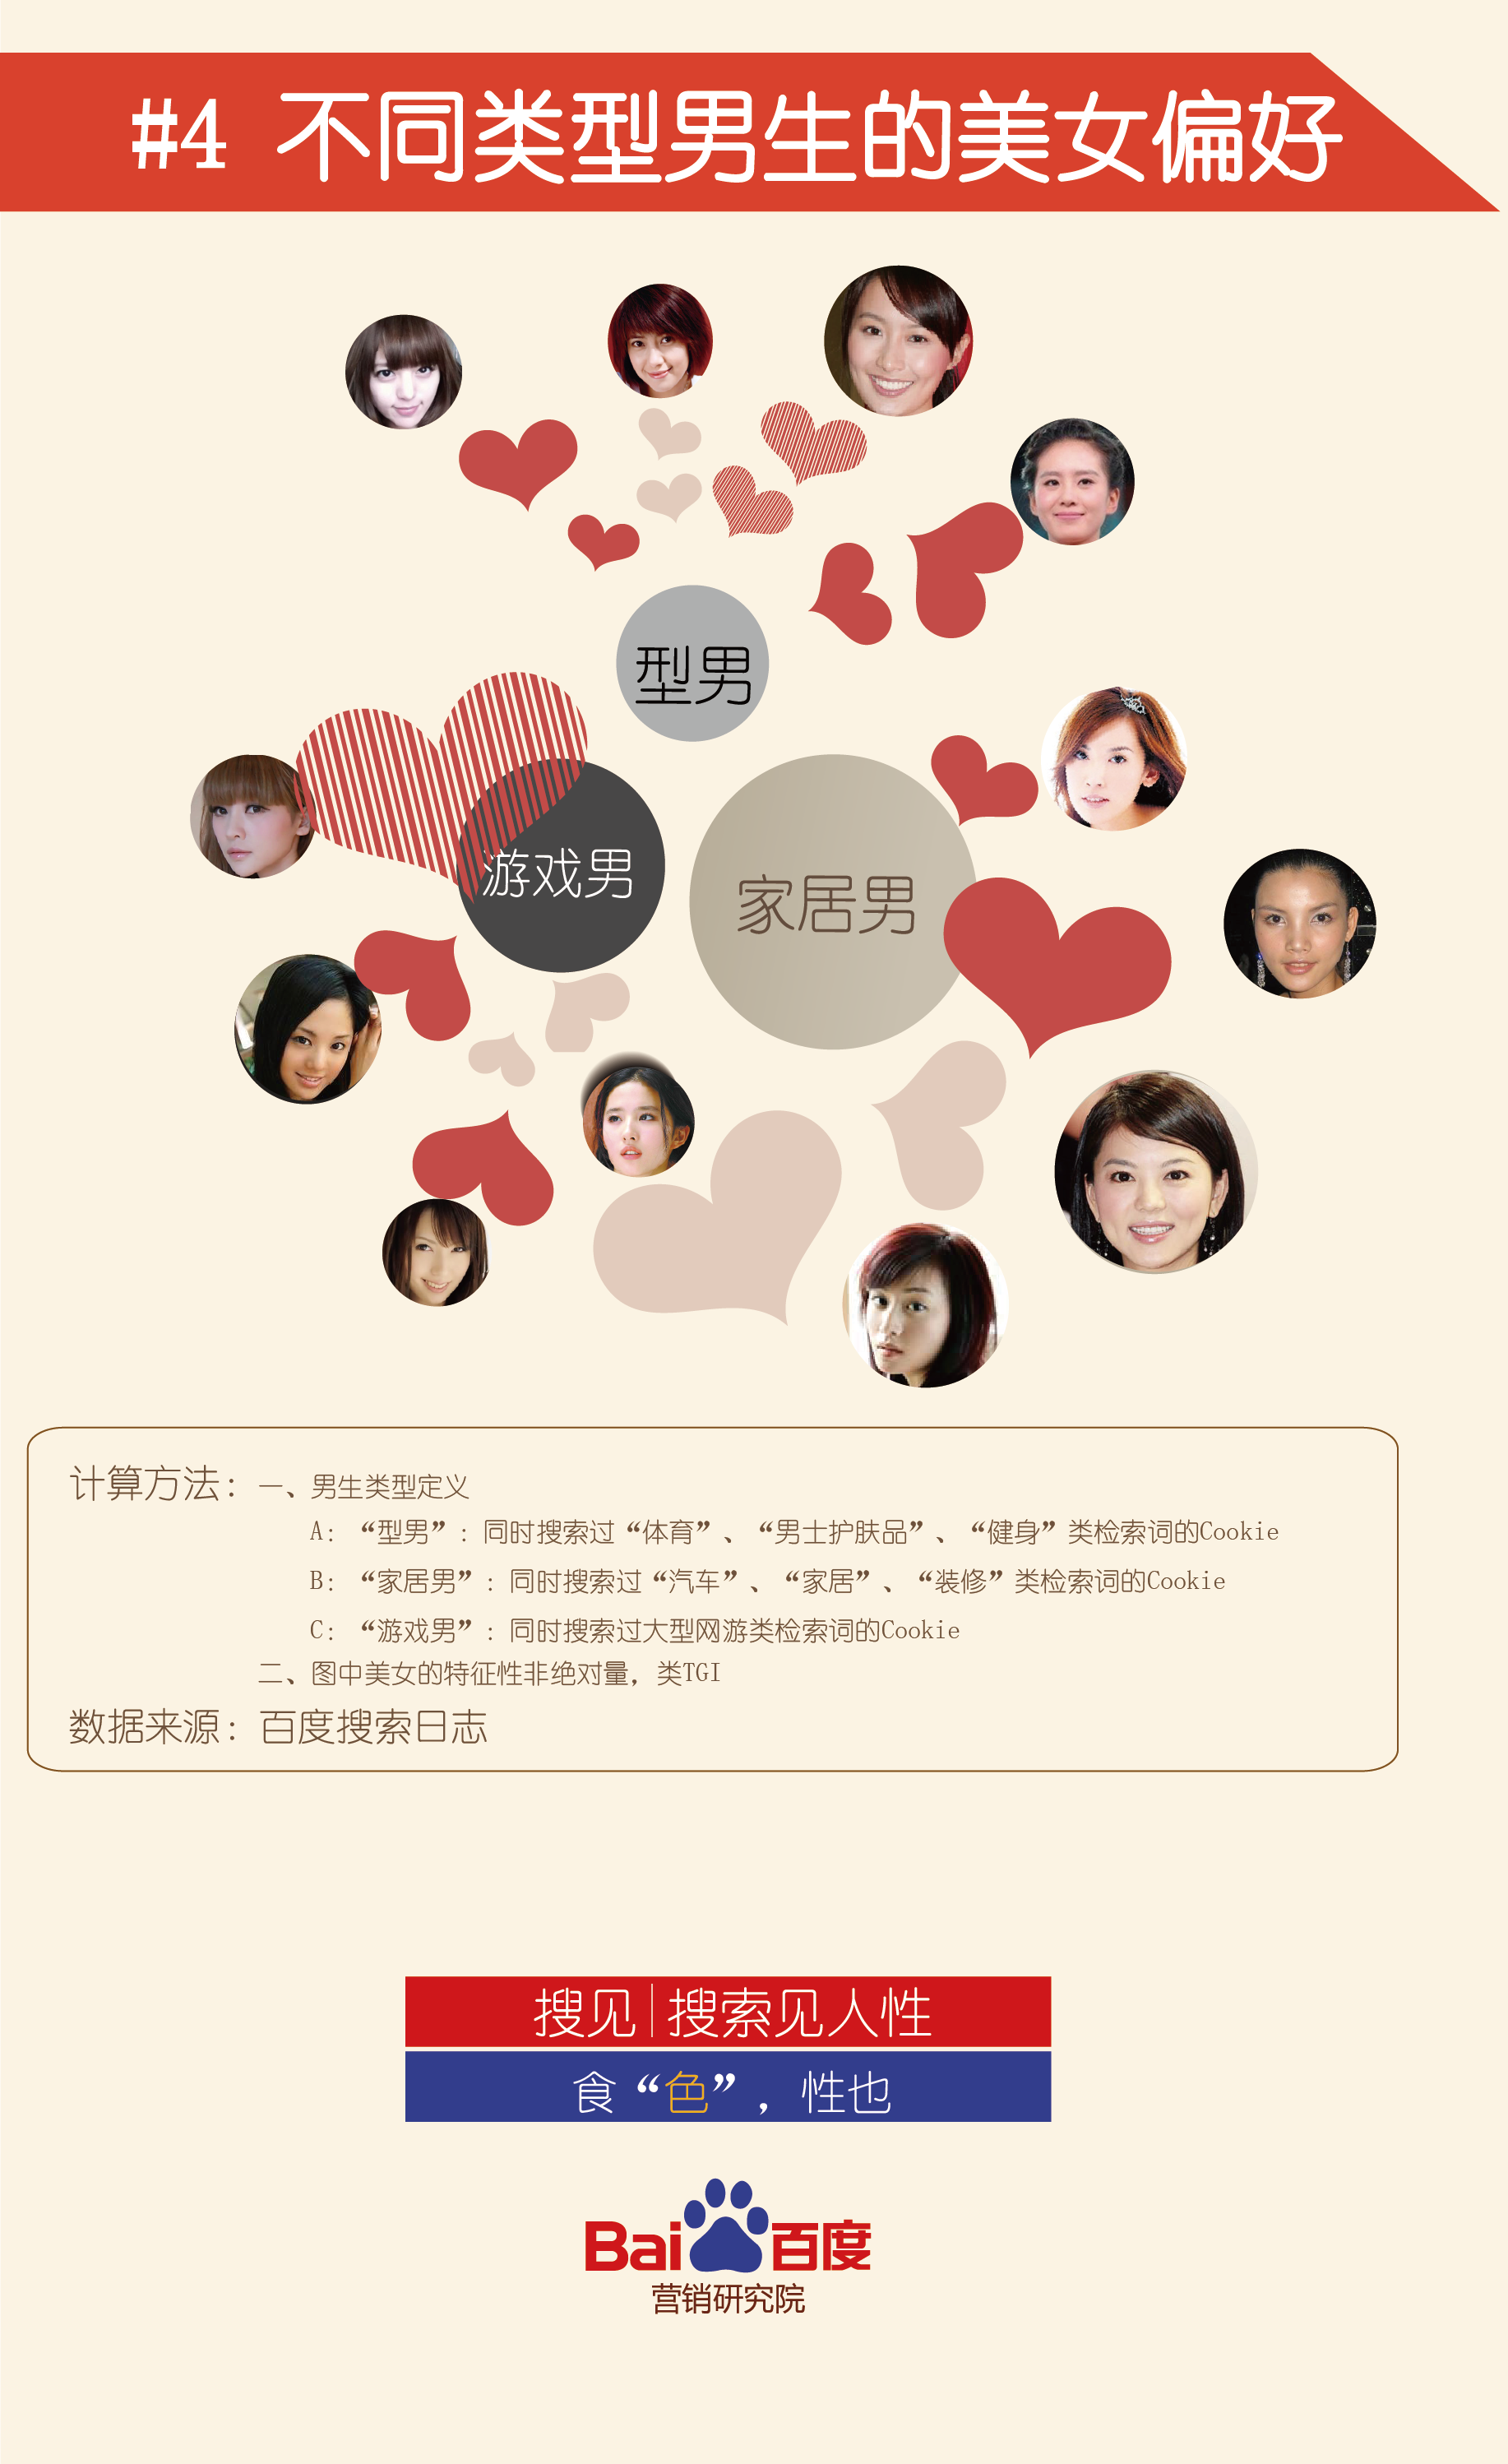 #4 不同类型男生的美女偏好
型男
游戏男
家居男
计算方法：一、男生类型定义
A：“型男”：同时搜索过“体育”、“男士护肤品”、“健身”类检索词的Cookie
B：“家居男”：同时搜索过“汽车”、“家居”、“装修”类检索词的Cookie
C：“游戏男”：同时搜索过大型网游类检索词的Cookie
二、图中美女的特征性非绝对量，类TGI
数据来源：百度搜索日志
搜见|搜索见人性
食“色”，性也
Bai百度
营销研究院